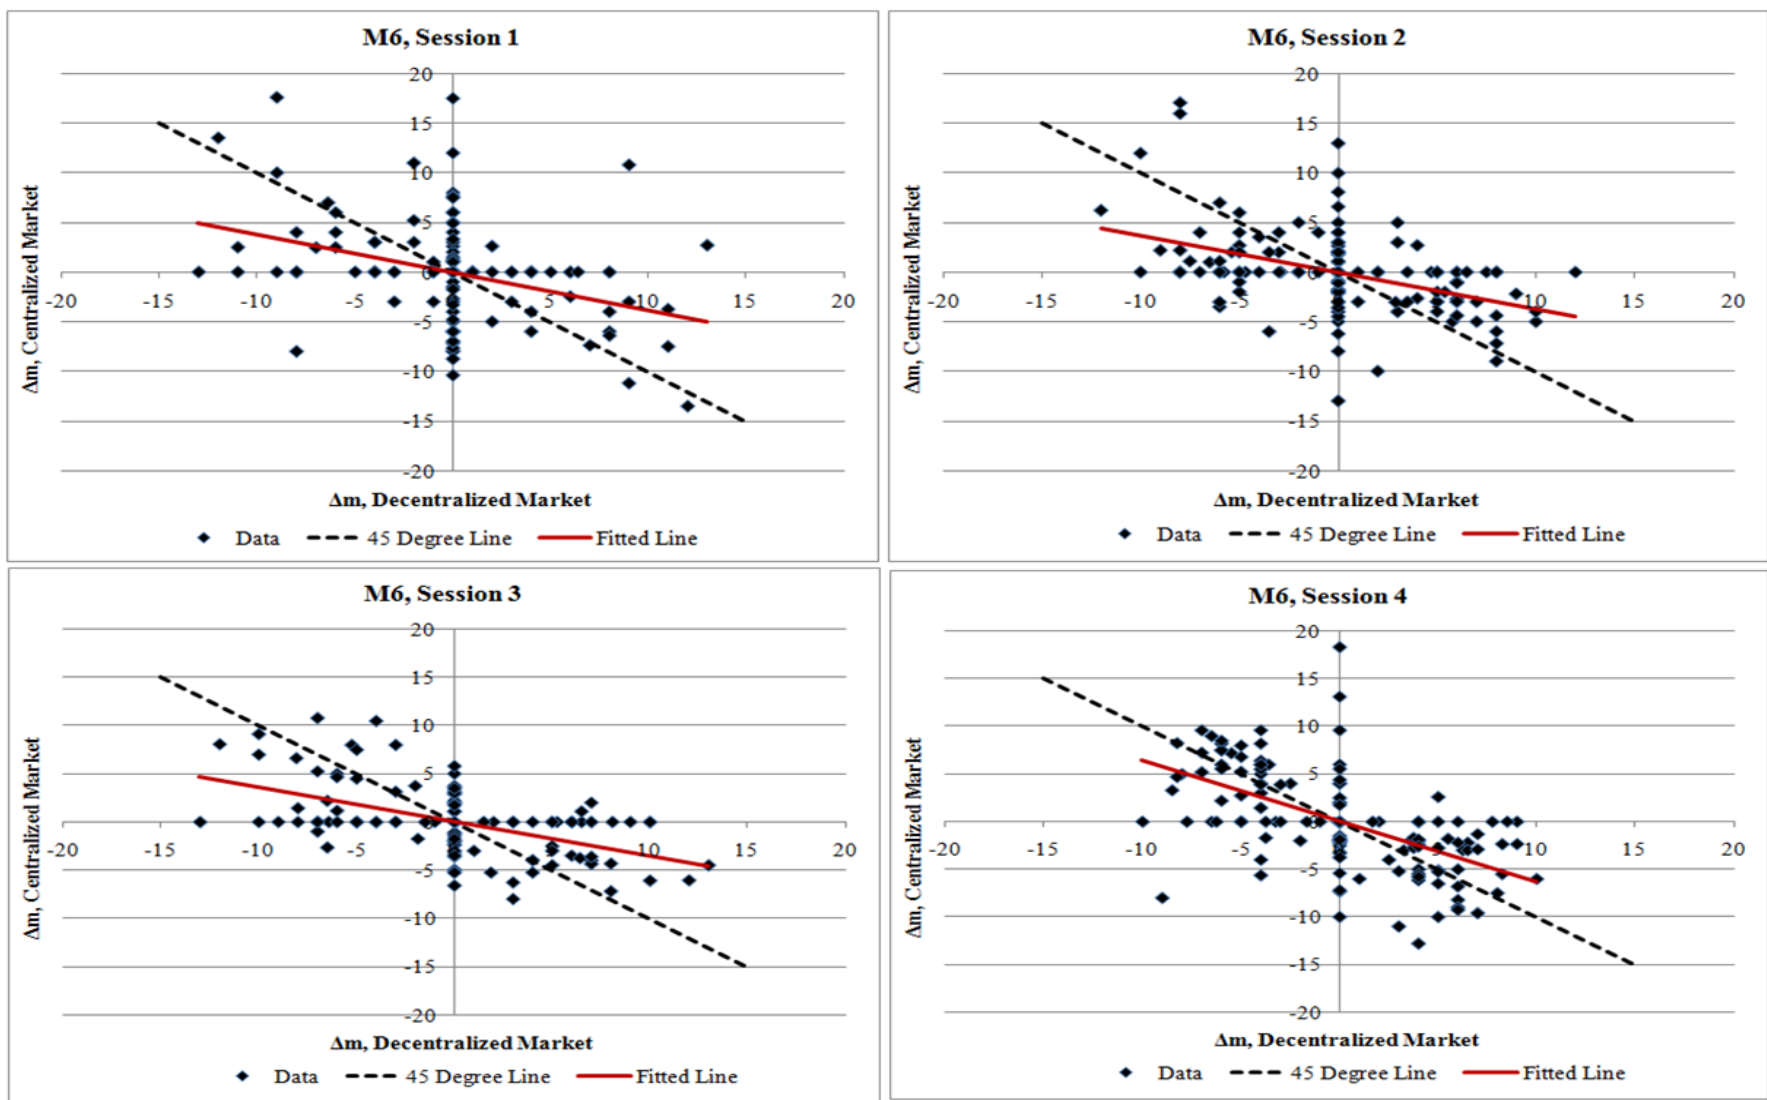 M6, Session 1
20
15
10
5
0
-20 -15 -10 -5 0 5 10 15 20
-5
-10
-15
-20
Δm, Centralized Market
Δm, Decentralized Market
Data 45 Degree Line Fitted Line
M6, Session 2
20
15
10
5
0
-20 -15 -10 -5 0 5 10 15 20
-5
-10
-15
-20
Δm, Centralized Market
Δm, Decentralized Market
Data 45 Degree Line Fitted Line
M6, Session 3
20
15
10
5
0
-20 -15 -10 -5 0 5 10 15 20
-5
-10
-15
-20
Δm, Centralized Market
Δm, Decentralized Market
Data 45 Degree Line Fitted Line
M6, Session 4
20
15
10
5
0
-20 -15 -10 -5 0 5 10 15 20
-5
-10
-15
-20
Δm, Centralized Market
Δm, Decentralized Market
Data 45 Degree Line Fitted Line